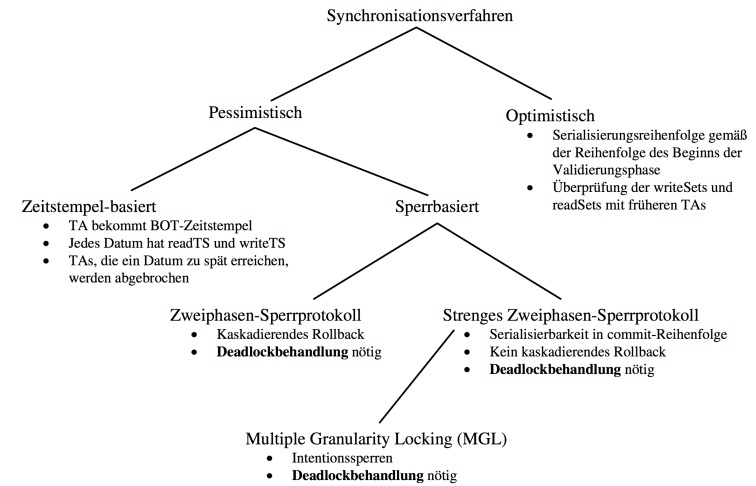 Synchronisationsverfahren
Pessimistisch
Optimistisch
• Serialisierungsreihenfolge gemäß
der Reihenfolge des Beginns der
Validierungsphase
• Überprüfung der writeSets und
readSets mit früheren TAs
Zeitstempel-basiert
• TA bekommt BOT-Zeitstempel
• Jedes Datum hat readTS und writeTS
• TAs, die ein Datum zu spät erreichen,
werden abgebrochen
Sperrbasiert
Zweiphasen-Sperrprotokoll
• Kaskadierendes Rollback
• Deadlockbehandlung nötig
Strenges Zweiphasen-Sperrprotokoll
• Serialisierbarkeit in commit-Reihenfolge
• Kein kaskadierendes Rollback
• Deadlockbehandlung nötig
Multiple Granularity Locking (MGL)
• Intentionssperren
• Deadlockbehandlung nötig